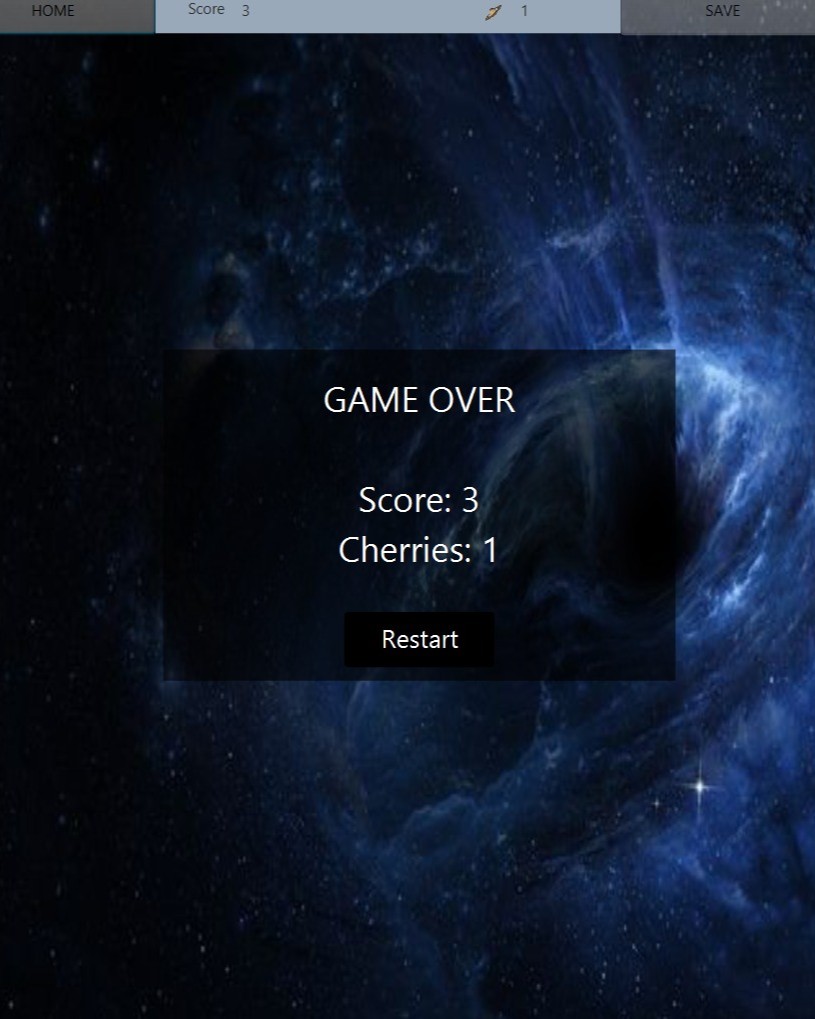 HOME Score 3 1 SAVE
GAME OVER
Score: 3
Cherries: 1
Restart